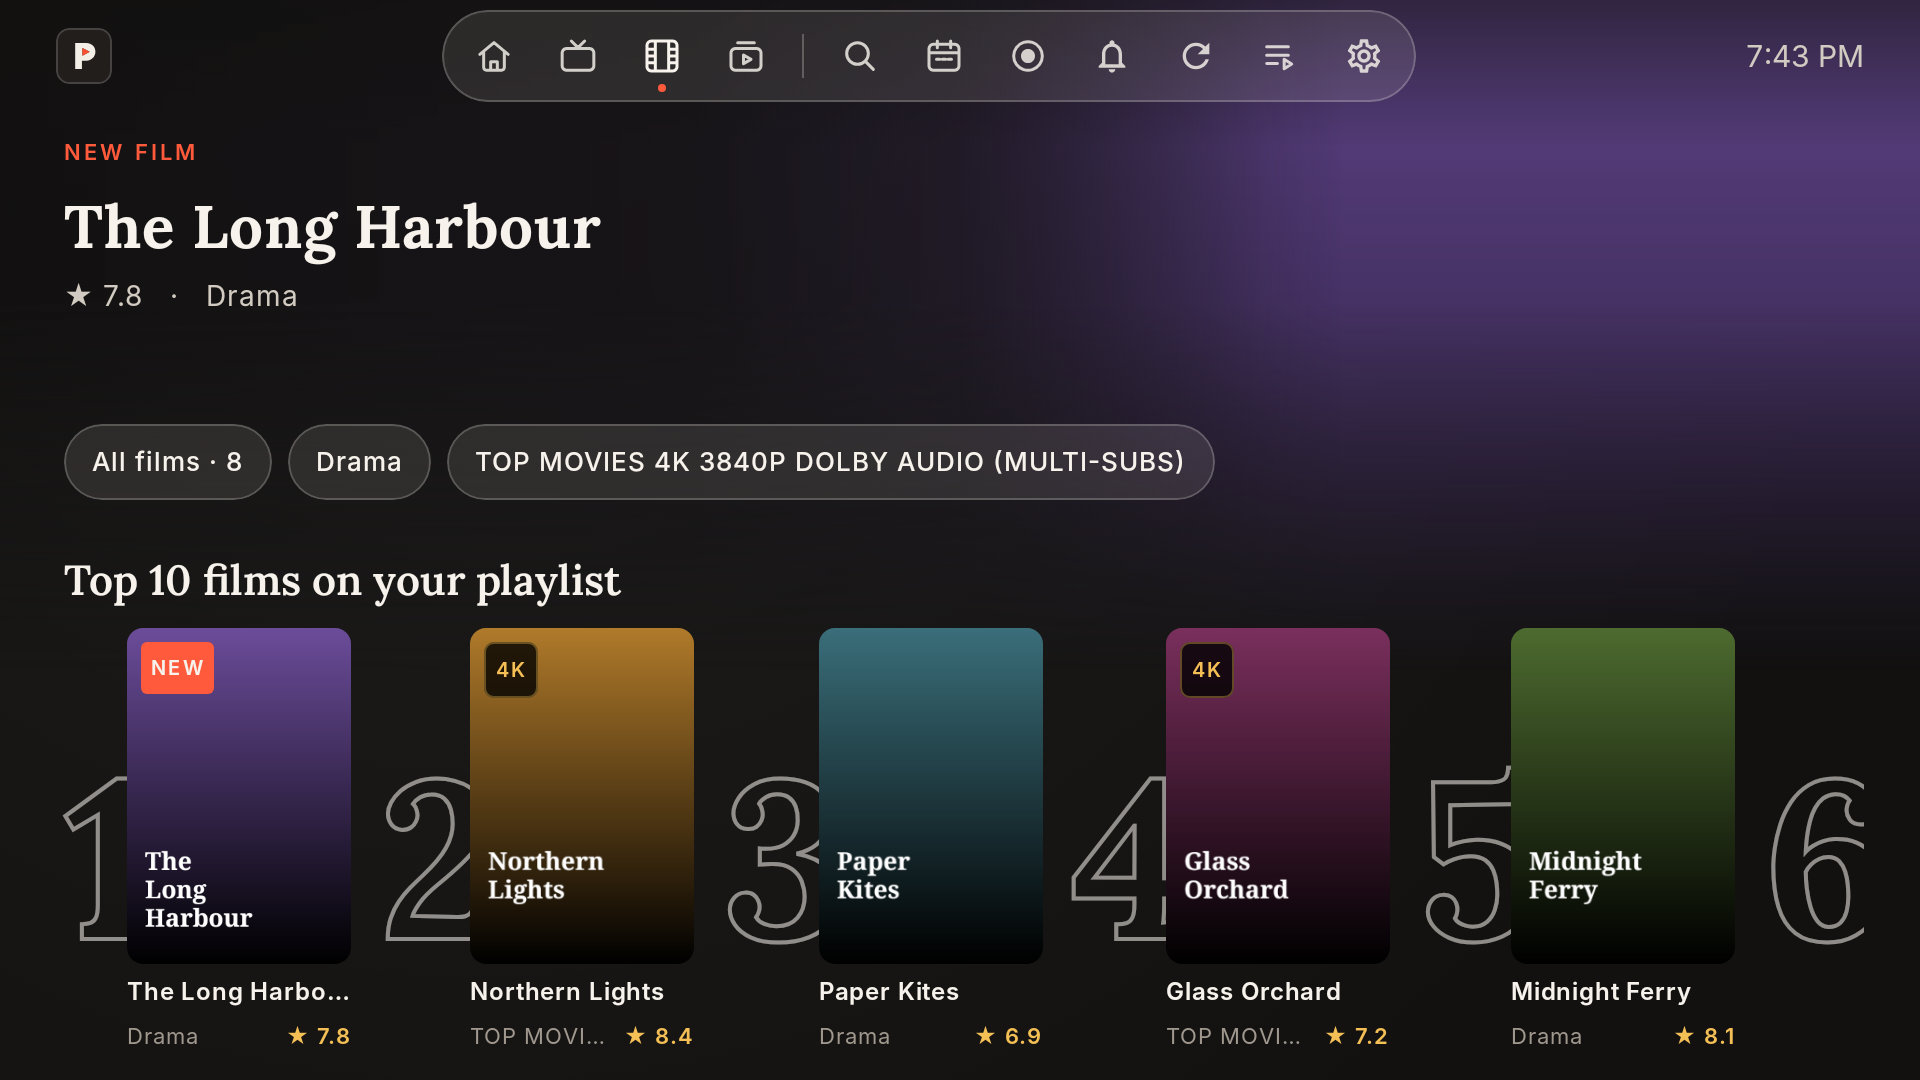 P
7:43 PM
NEW FILM
The Long Harbour
★ 7.8 · Drama
All films · 8
Drama
TOP MOVIES 4K 3840P DOLBY AUDIO (MULTI-SUBS)
Top 10 films on your playlist
1
NEW
The
Long
Harbour
The Long Harbo...
Drama ★ 7.8
2
4K
Northern
Lights
Northern Lights
TOP MOVI... ★ 8.4
3
Paper
Kites
Paper Kites
Drama ★ 6.9
4
4K
Glass
Orchard
Glass Orchard
TOP MOVI... ★ 7.2
5
Midnight
Ferry
Midnight Ferry
Drama ★ 8.1
6